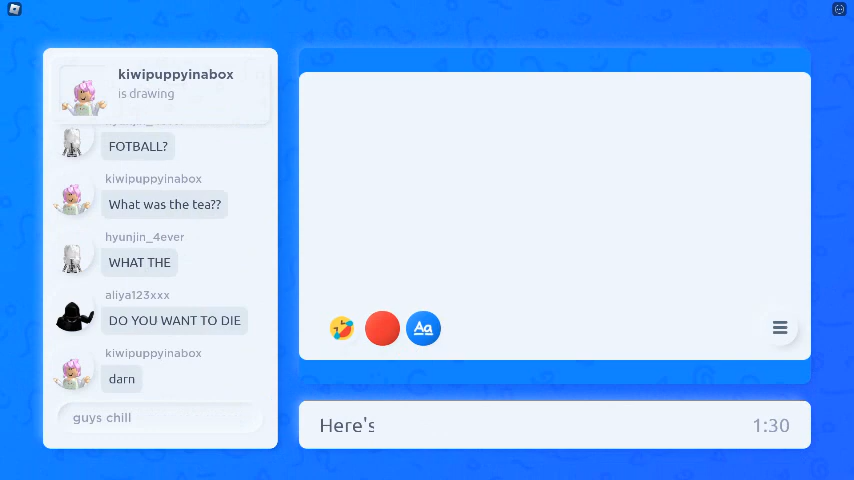 kiwipuppyinabox
is drawing
FOTBALL?
kiwipuppyinabox
What was the tea??
hyunjin_4ever
WHAT THE
aliya123xxx
DO YOU WANT TO DIE
kiwipuppyinabox
darn
guys chill
Aa
Here's
1:30